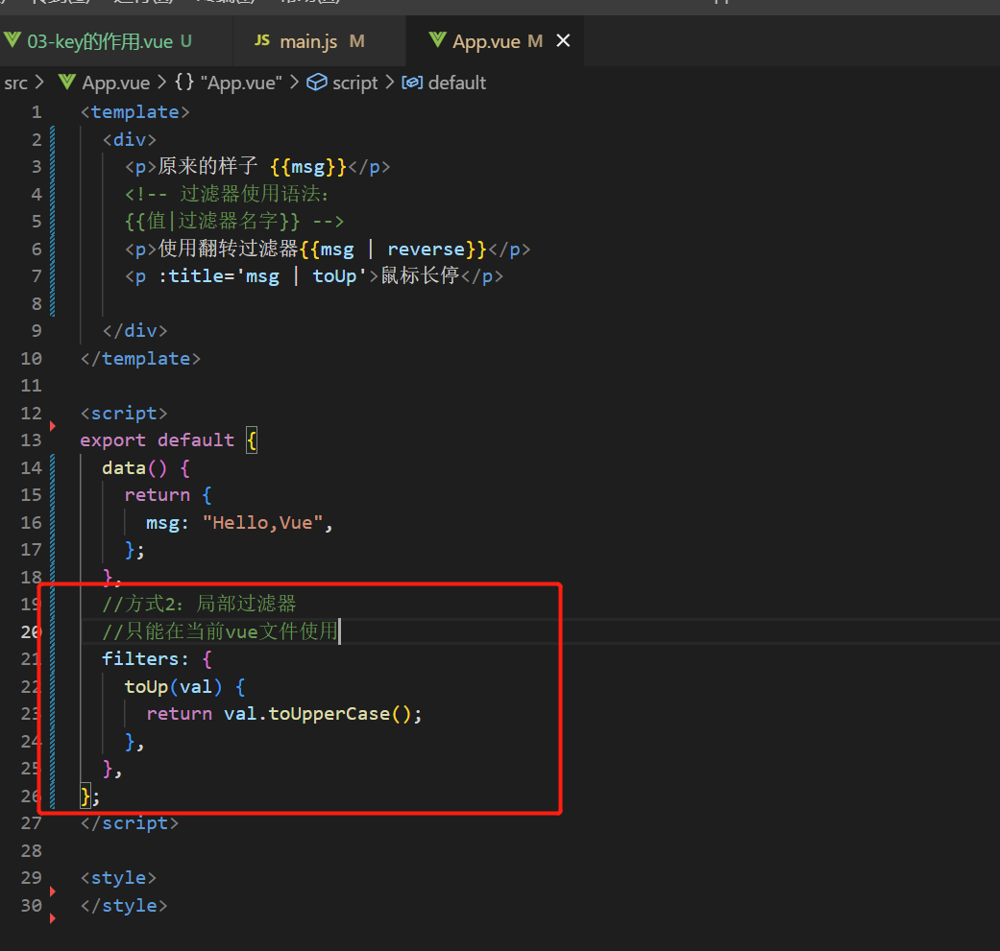 03-key的作用.vue U JS main.js M App.vue M
src > App.vue > {} "App.vue" > script > default
1 <template>
2 <div>
3 <p>原来的样子 {{msg}}</p>
4 <!-- 过滤器使用语法：
5 {{值|过滤器名字}} -->
6 <p>使用翻转过滤器{{msg | reverse}}</p>
7 <p :title='msg | toUp'>鼠标长停</p>
8
9 </div>
10 </template>
11
12 <script>
13 export default {
14 data() {
15 return {
16 msg: "Hello,Vue",
17 };
18 },
19 //方式2：局部过滤器
20 //只能在当前vue文件使用
21 filters: {
22 toUp(val) {
23 return val.toUpperCase();
24 },
25 },
26 };
27 </script>
28
29 <style>
30 </style>